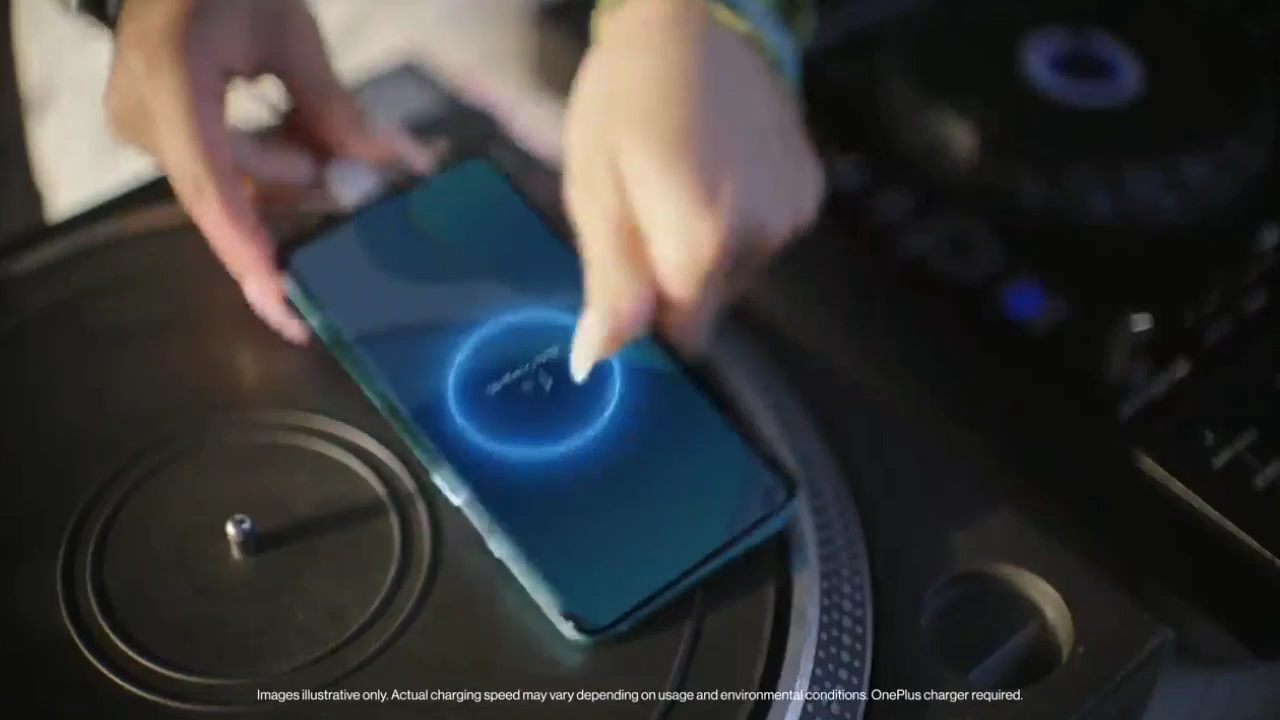 Images illustrative only. Actual charging speed may vary depending on usage and environmental conditions. OnePlus charger required.